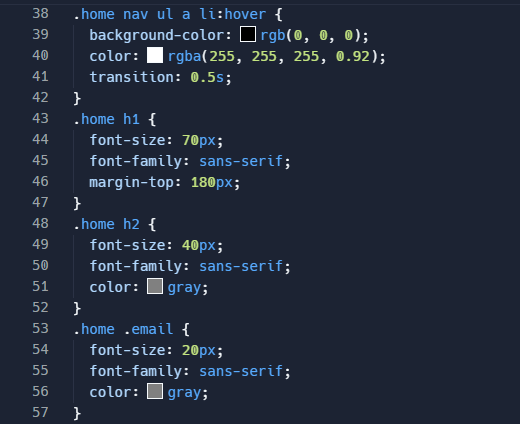 38 .home nav ul a li:hover {
39 background-color: rgb(0, 0, 0);
40 color: rgba(255, 255, 255, 0.92);
41 transition: 0.5s;
42 }
43 .home h1 {
44 font-size: 70px;
45 font-family: sans-serif;
46 margin-top: 180px;
47 }
48 .home h2 {
49 font-size: 40px;
50 font-family: sans-serif;
51 color: gray;
52 }
53 .home .email {
54 font-size: 20px;
55 font-family: sans-serif;
56 color: gray;
57 }